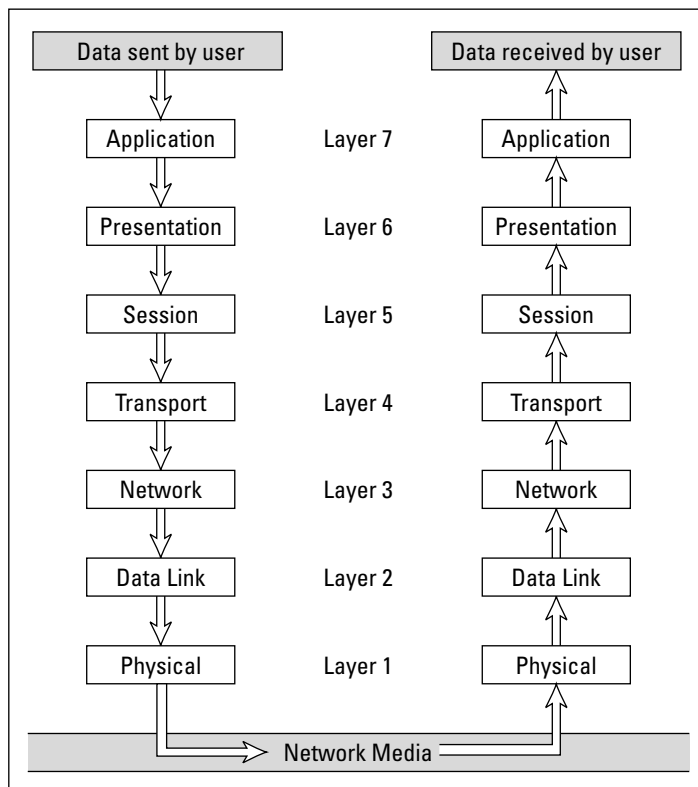 Data sent by user Data received by user
Application Layer 7 Application
Presentation Layer 6 Presentation
Session Layer 5 Session
Transport Layer 4 Transport
Network Layer 3 Network
Data Link Layer 2 Data Link
Physical Layer 1 Physical
Network Media